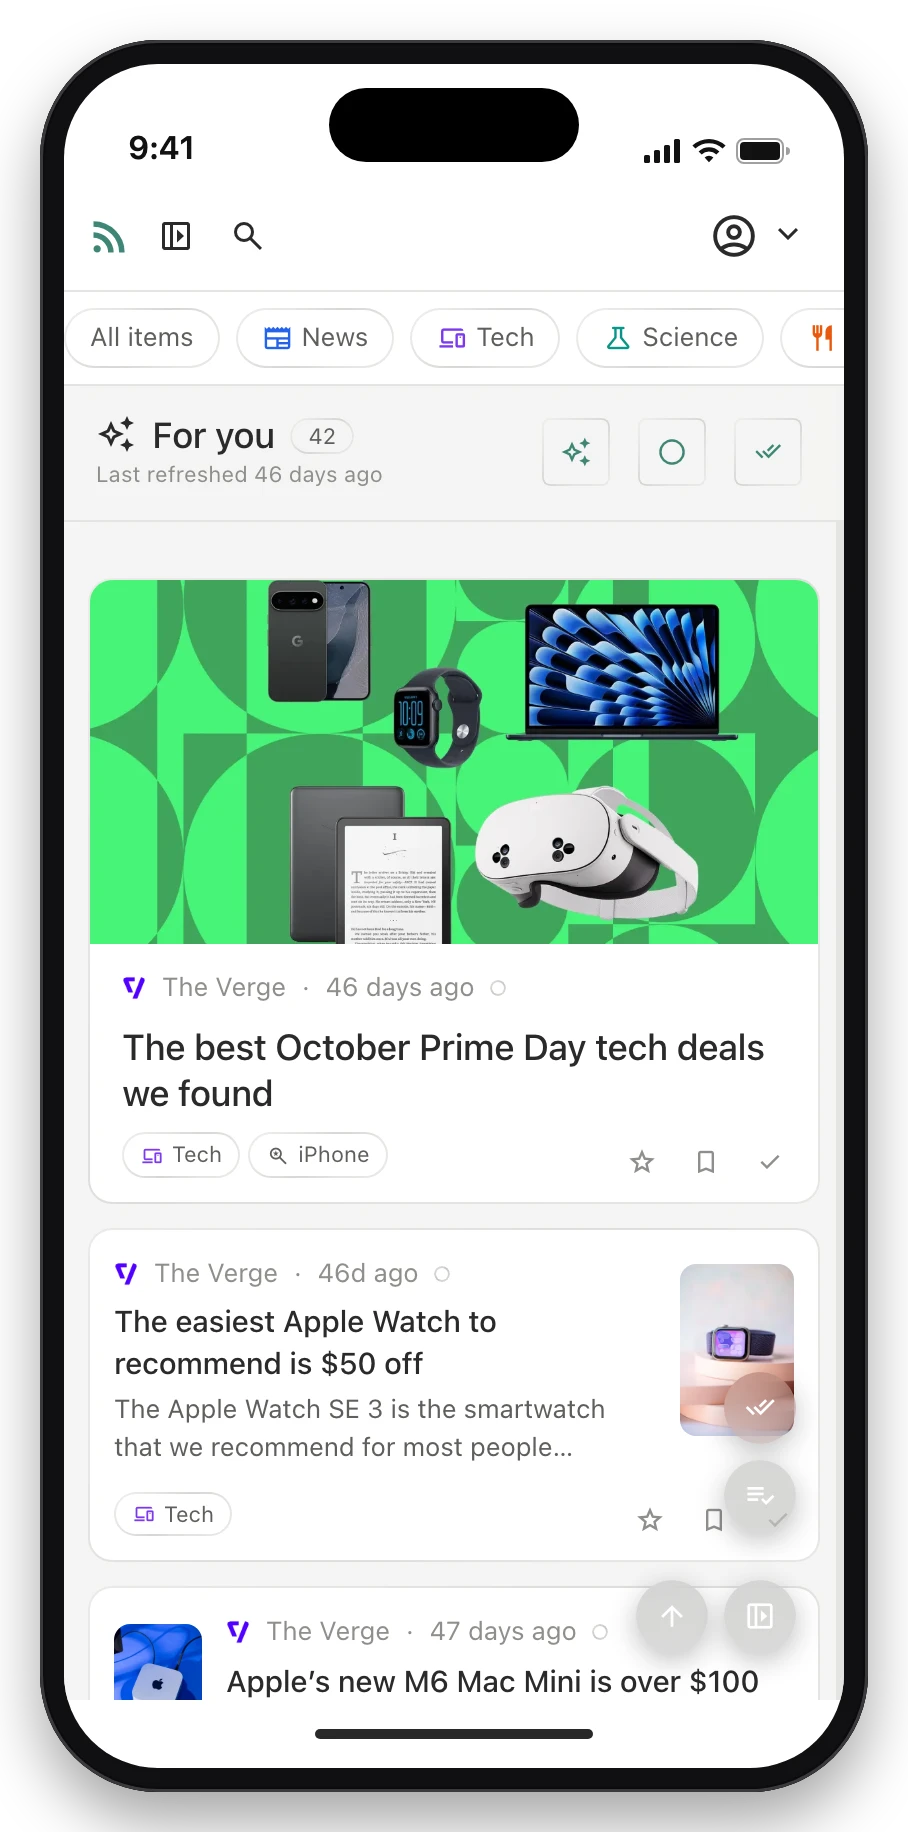 9:41
All items
News
Tech
Science
For you
42
Last refreshed 46 days ago
10:09
The Verge · 46 days ago
The best October Prime Day tech deals
we found
Tech
iPhone
The Verge · 46d ago
The easiest Apple Watch to
recommend is $50 off
The Apple Watch SE 3 is the smartwatch
that we recommend for most people...
Tech
The Verge · 47 days ago
Apple’s new M6 Mac Mini is over $100